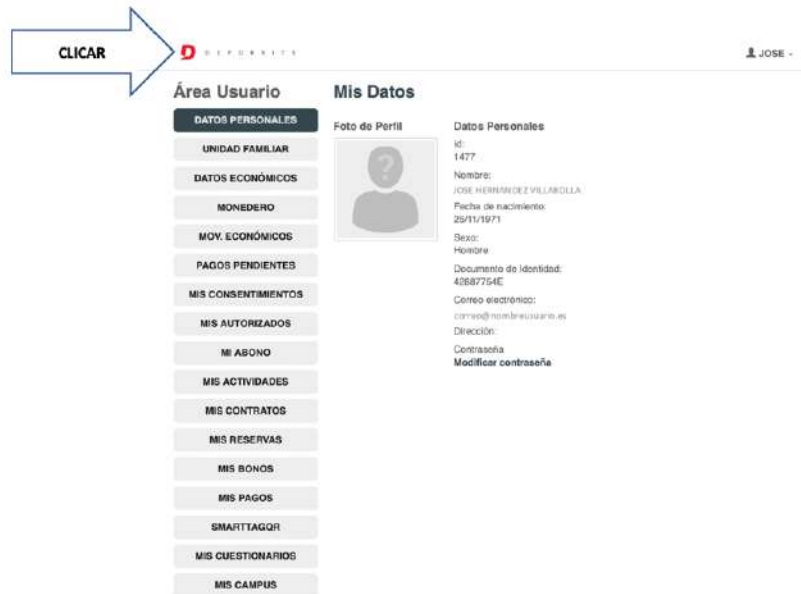 CLICAR
DEPORSITE
JOSE
Área Usuario
DATOS PERSONALES
UNIDAD FAMILIAR
DATOS ECONÓMICOS
MONEDERO
MOV. ECONÓMICOS
PAGOS PENDIENTES
MIS CONSENTIMIENTOS
MIS AUTORIZADOS
MI ABONO
MIS ACTIVIDADES
MIS CONTRATOS
MIS RESERVAS
MIS BONOS
MIS PAGOS
SMARTTAGQR
MIS CUESTIONARIOS
MIS CAMPUS
Mis Datos
Foto de Perfil
Datos Personales
Id:
1477
Nombre:
JOSE HERNANDEZ
Fecha de nacimiento:
25/11/1971
Sexo:
Hombre
Documento de Identidad:
42887754E
Correo electrónico:
correo@nombreusuario.es
Dirección:
Contraseña
Modificar contraseña